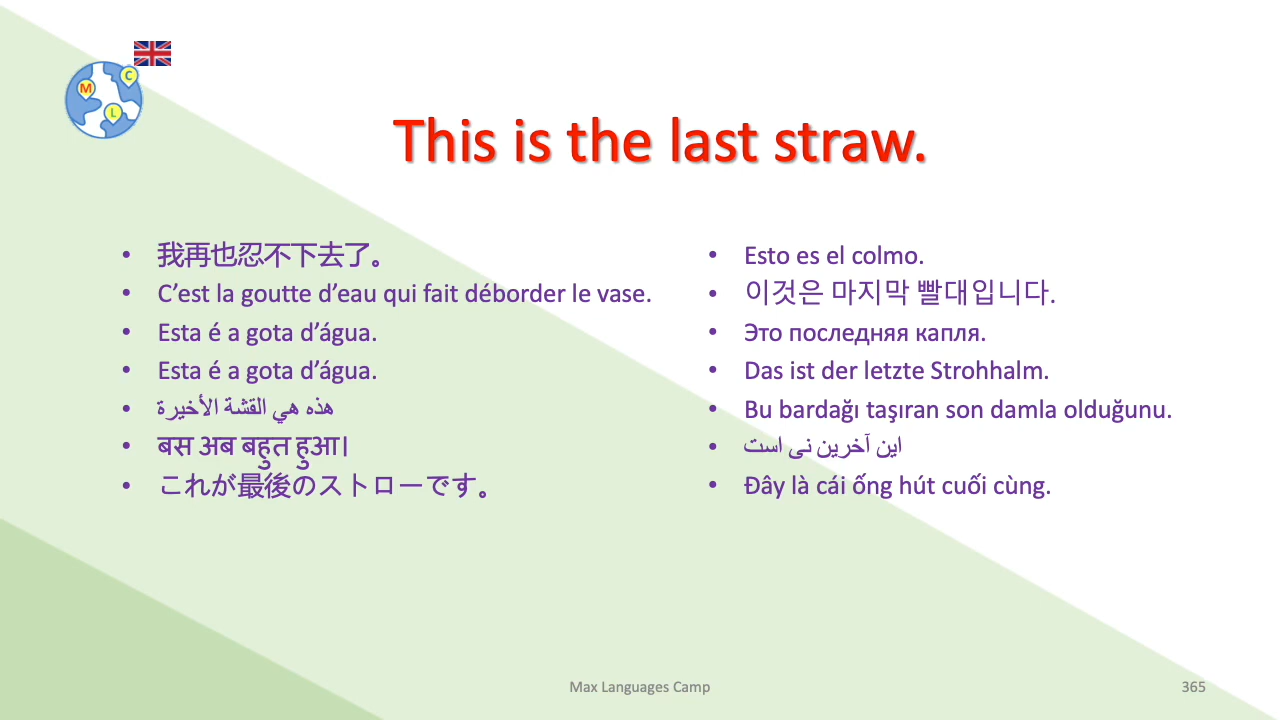 M
C
L
This is the last straw.
• 我再也忍不下去了。
• C’est la goutte d’eau qui fait déborder le vase.
• Esta é a gota d’água.
• Esta é a gota d’água.
• هذه هي القشة الأخيرة
• बस अब बहुत हुआ।
• これが最後のストローです。
• Esto es el colmo.
• 이것은 마지막 빨대입니다.
• Это последняя капля.
• Das ist der letzte Strohhalm.
• Bu bardağı taşıran son damla olduğunu.
• این آخرین نی است
• Đây là cái ống hút cuối cùng.
Max Languages Camp
365